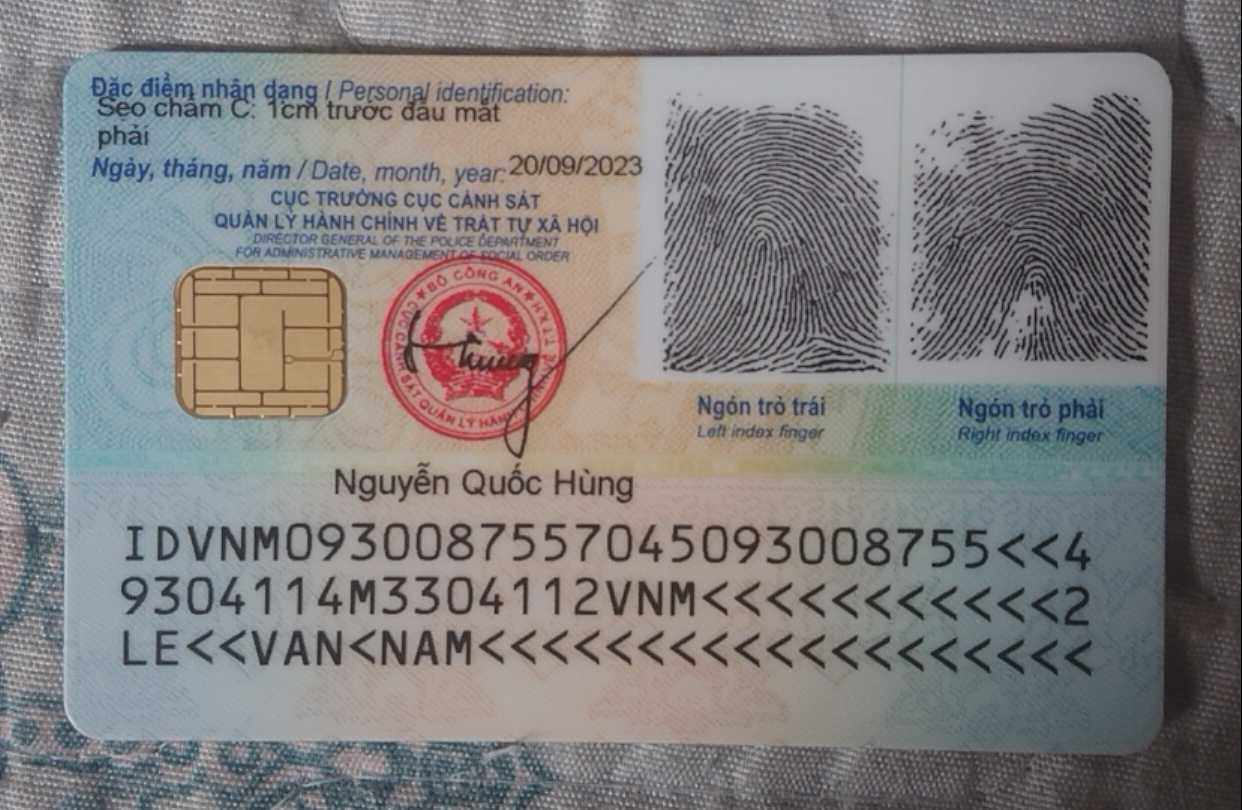 Đặc điểm nhân dạng / Personal identification:
Sẹo chấm C: 1cm trước đầu mắt
phải
Ngày, tháng, năm / Date, month, year: 20/09/2023
CỤC TRƯỞNG CỤC CẢNH SÁT
QUẢN LÝ HÀNH CHÍNH VỀ TRẬT TỰ XÃ HỘI
DIRECTOR GENERAL OF THE POLICE DEPARTMENT
FOR ADMINISTRATIVE MANAGEMENT OF SOCIAL ORDER
BỘ CÔNG AN
Ngón trỏ trái
Left index finger
Ngón trỏ phải
Right index finger
Nguyễn Quốc Hùng
IDVNM0930087557045093008755<<4
9304114M3304112VNM<<<<<<<<<<<2
LE<<VAN<NAM<<<<<<<<<<<<<<<<<<<